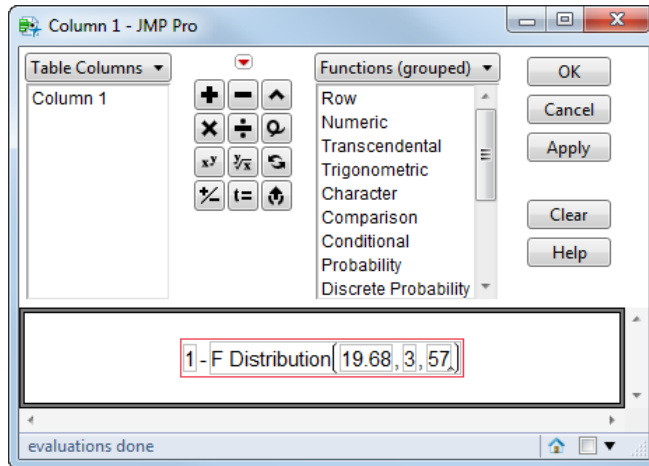 Column 1 - JMP Pro
Table Columns
Column 1
Functions (grouped)
Row
Numeric
Transcendental
Trigonometric
Character
Comparison
Conditional
Probability
Discrete Probability
OK
Cancel
Apply
Clear
Help
x^y
y√x
+/-
t=
1 - F Distribution( 19.68 , 3 , 57 )
evaluations done